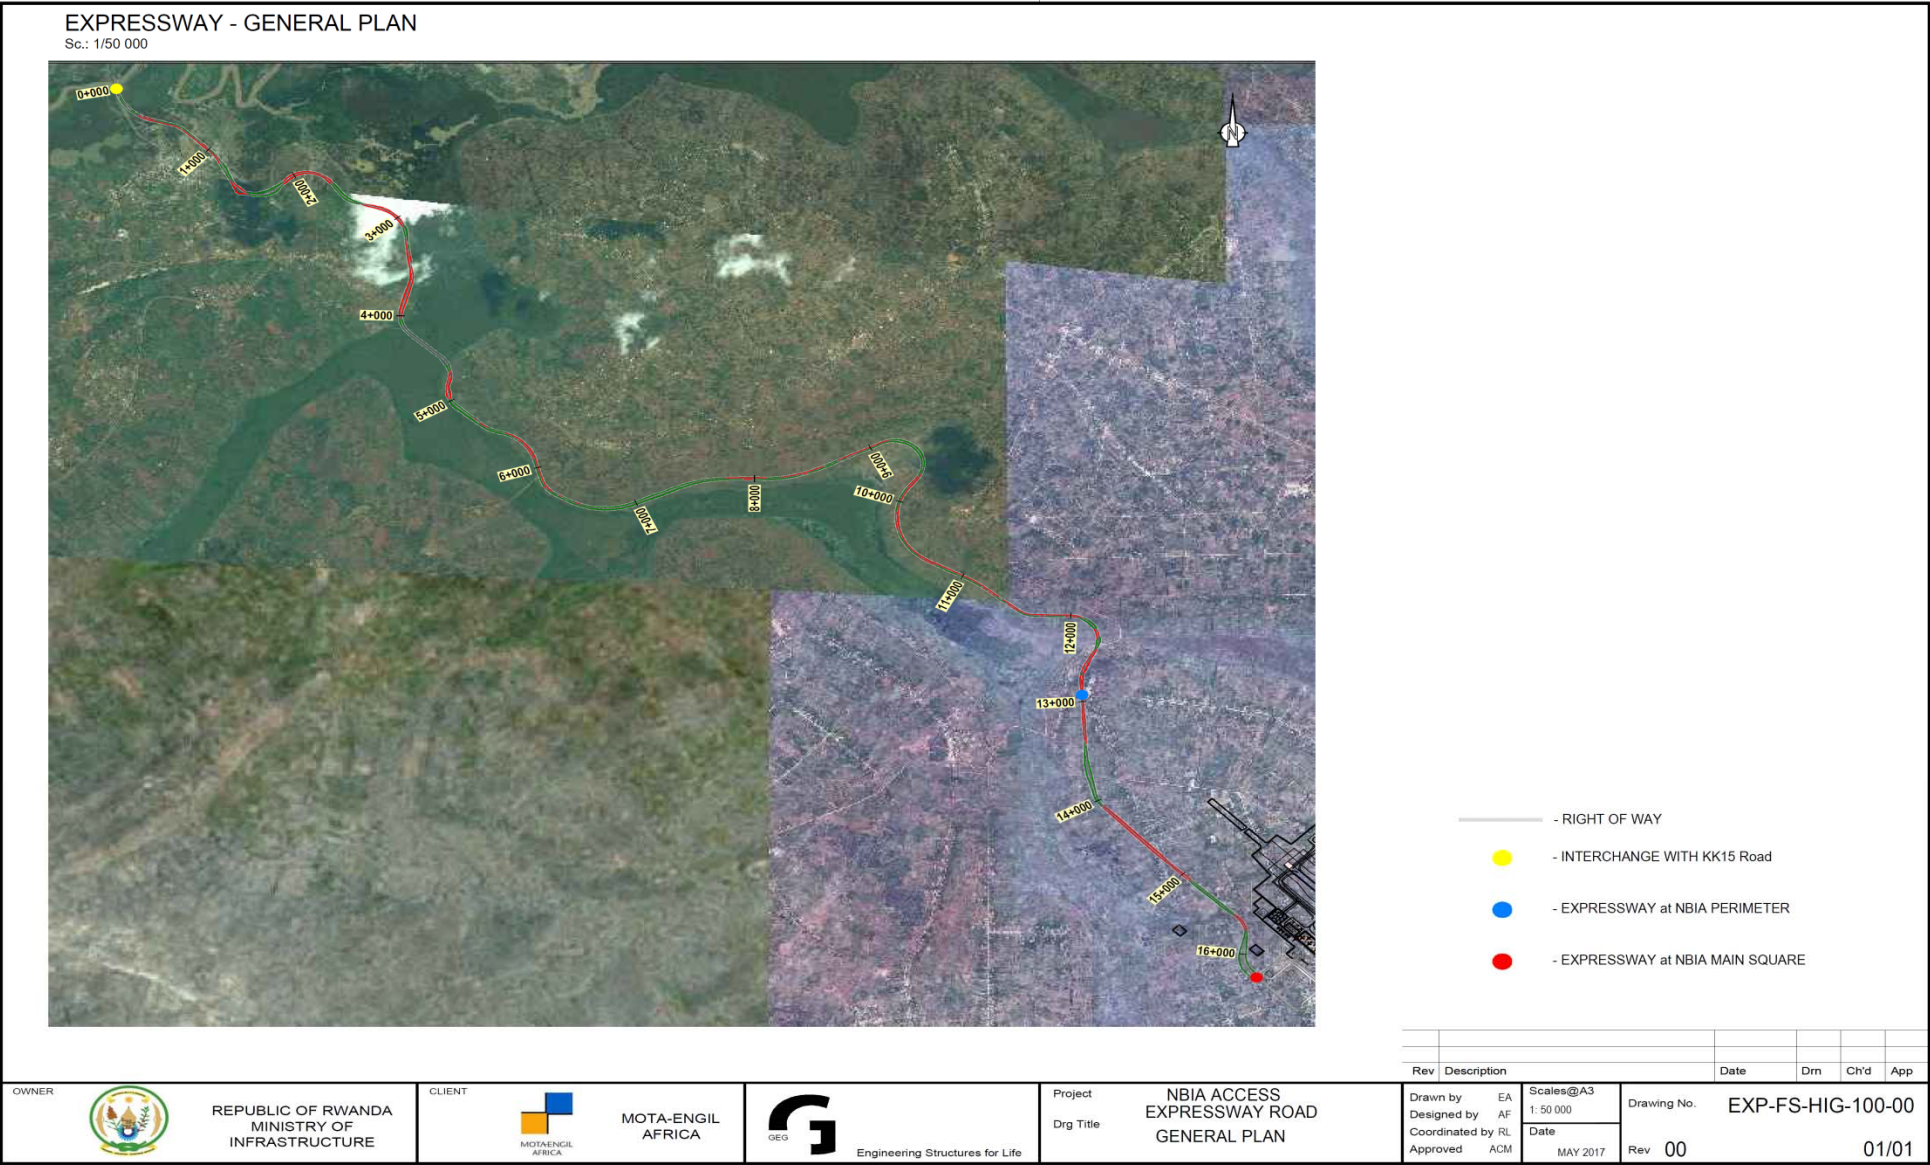 EXPRESSWAY - GENERAL PLAN
Sc.: 1/50 000
0+000
1+000
2+000
3+000
4+000
5+000
6+000
7+000
8+000
9+000
10+000
11+000
12+000
13+000
14+000
15+000
16+000
N
- RIGHT OF WAY
- INTERCHANGE WITH KK15 Road
- EXPRESSWAY at NBIA PERIMETER
- EXPRESSWAY at NBIA MAIN SQUARE
Rev Description Date Drn Ch'd App
OWNER
REPUBLIC OF RWANDA
MINISTRY OF
INFRASTRUCTURE
CLIENT
MOTA-ENGIL
AFRICA
MOTA-ENGIL
AFRICA
GEG
Engineering Structures for Life
Project
NBIA ACCESS
EXPRESSWAY ROAD
Drg Title
GENERAL PLAN
Drawn by EA
Designed by AF
Coordinated by RL
Approved ACM
Scales@A3
1: 50 000
Date
MAY 2017
Drawing No. EXP-FS-HIG-100-00
Rev 00 01/01